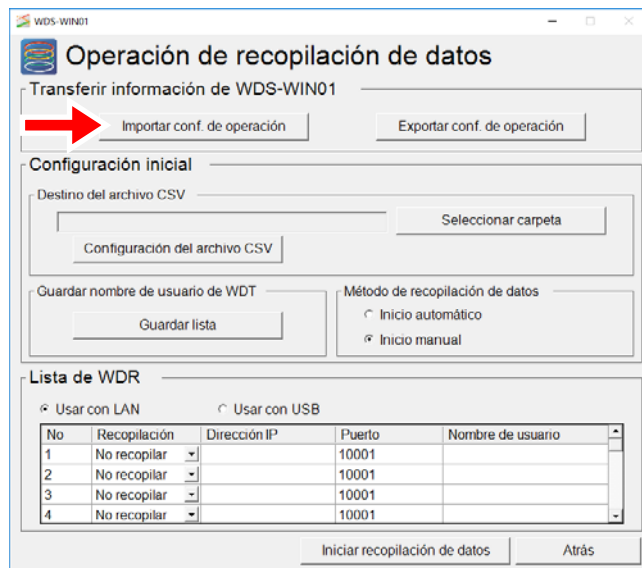 WDS-WIN01
Operación de recopilación de datos
Transferir información de WDS-WIN01
Importar conf. de operación Exportar conf. de operación
Configuración inicial
Destino del archivo CSV
Seleccionar carpeta
Configuración del archivo CSV
Guardar nombre de usuario de WDT Método de recopilación de datos
Guardar lista Inicio automático
Inicio manual
Lista de WDR
Usar con LAN Usar con USB
No Recopilación Dirección IP Puerto Nombre de usuario
1 No recopilar 10001
2 No recopilar 10001
3 No recopilar 10001
4 No recopilar 10001
Iniciar recopilación de datos Atrás